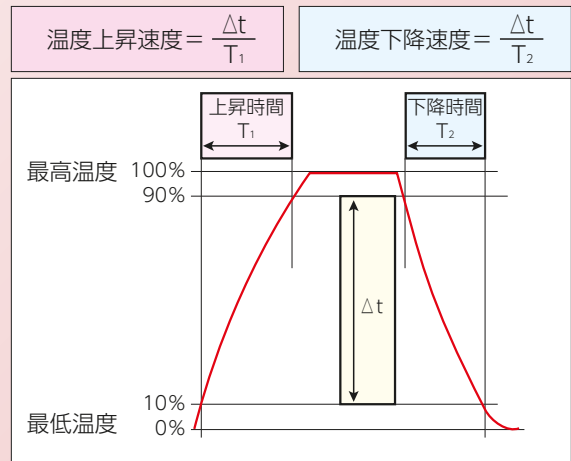 温度上昇速度＝Δt/T₁
温度下降速度＝Δt/T₂
上昇時間
T₁
下降時間
T₂
最高温度 100%
90%
Δt
10%
最低温度 0%